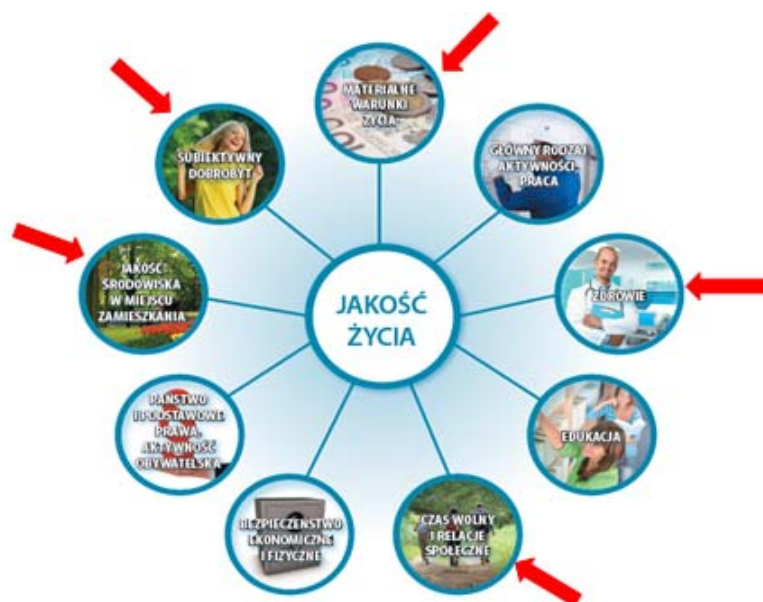 MATERIALNE
WARUNKI
ŻYCIA
GŁÓWNY RODZAJ
AKTYWNOŚCI,
PRACA
ZDROWIE
EDUKACJA
CZAS WOLNY
I RELACJE
SPOŁECZNE
BEZPIECZEŃSTWO
EKONOMICZNE
I FIZYCZNE
PAŃSTWO
I PODSTAWOWE
PRAWA,
AKTYWNOŚĆ
OBYWATELSKA
JAKOŚĆ
ŚRODOWISKA
W MIEJSCU
ZAMIESZKANIA
SUBIEKTYWNY
DOBROBYT
JAKOŚĆ
ŻYCIA